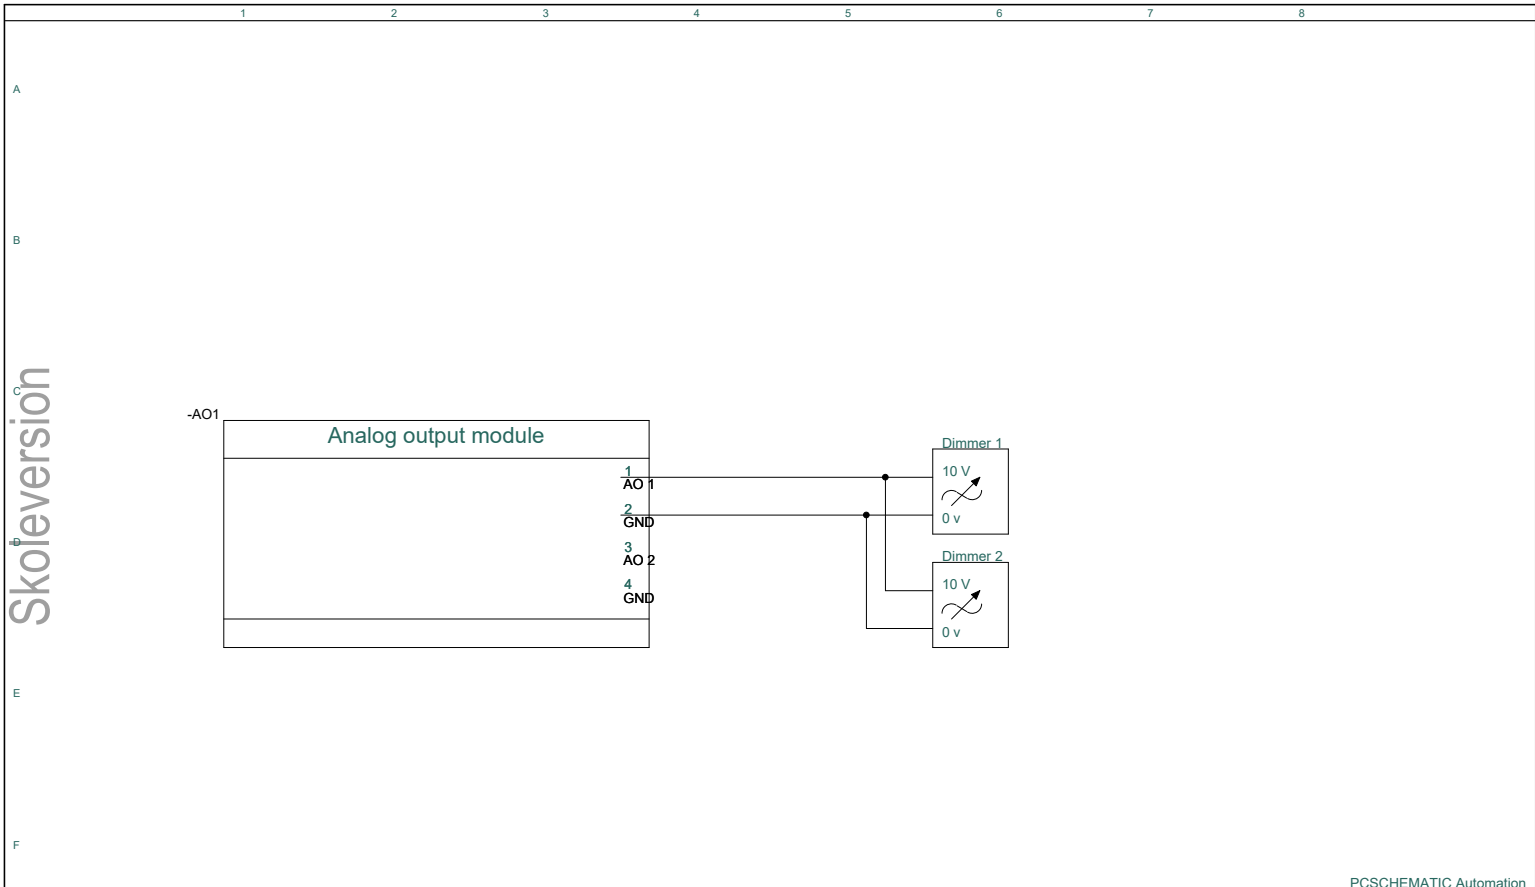 1 2 3 4 5 6 7 8
A
B
C
Skoleversion
-AO1
Analog output module
1
AO 1
2
GND
3
AO 2
4
GND
Dimmer 1
10 V
0 v
Dimmer 2
10 V
0 v
D
E
F
PCSCHEMATIC Automation